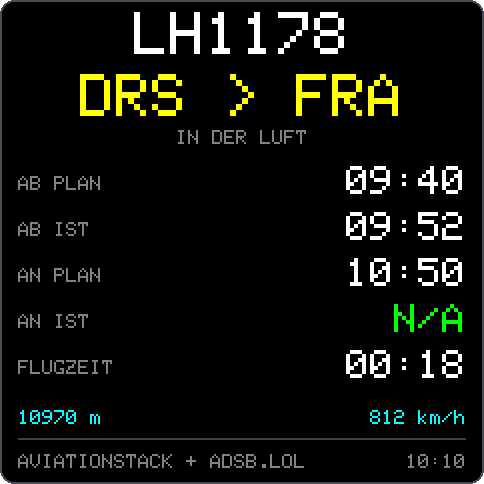 LH1178
DRS > FRA
IN DER LUFT
AB PLAN 09:40
AB IST 09:52
AN PLAN 10:50
AN IST N/A
FLUGZEIT 00:18
10970 m 812 km/h
AVIATIONSTACK + ADSB.LOL 10:10